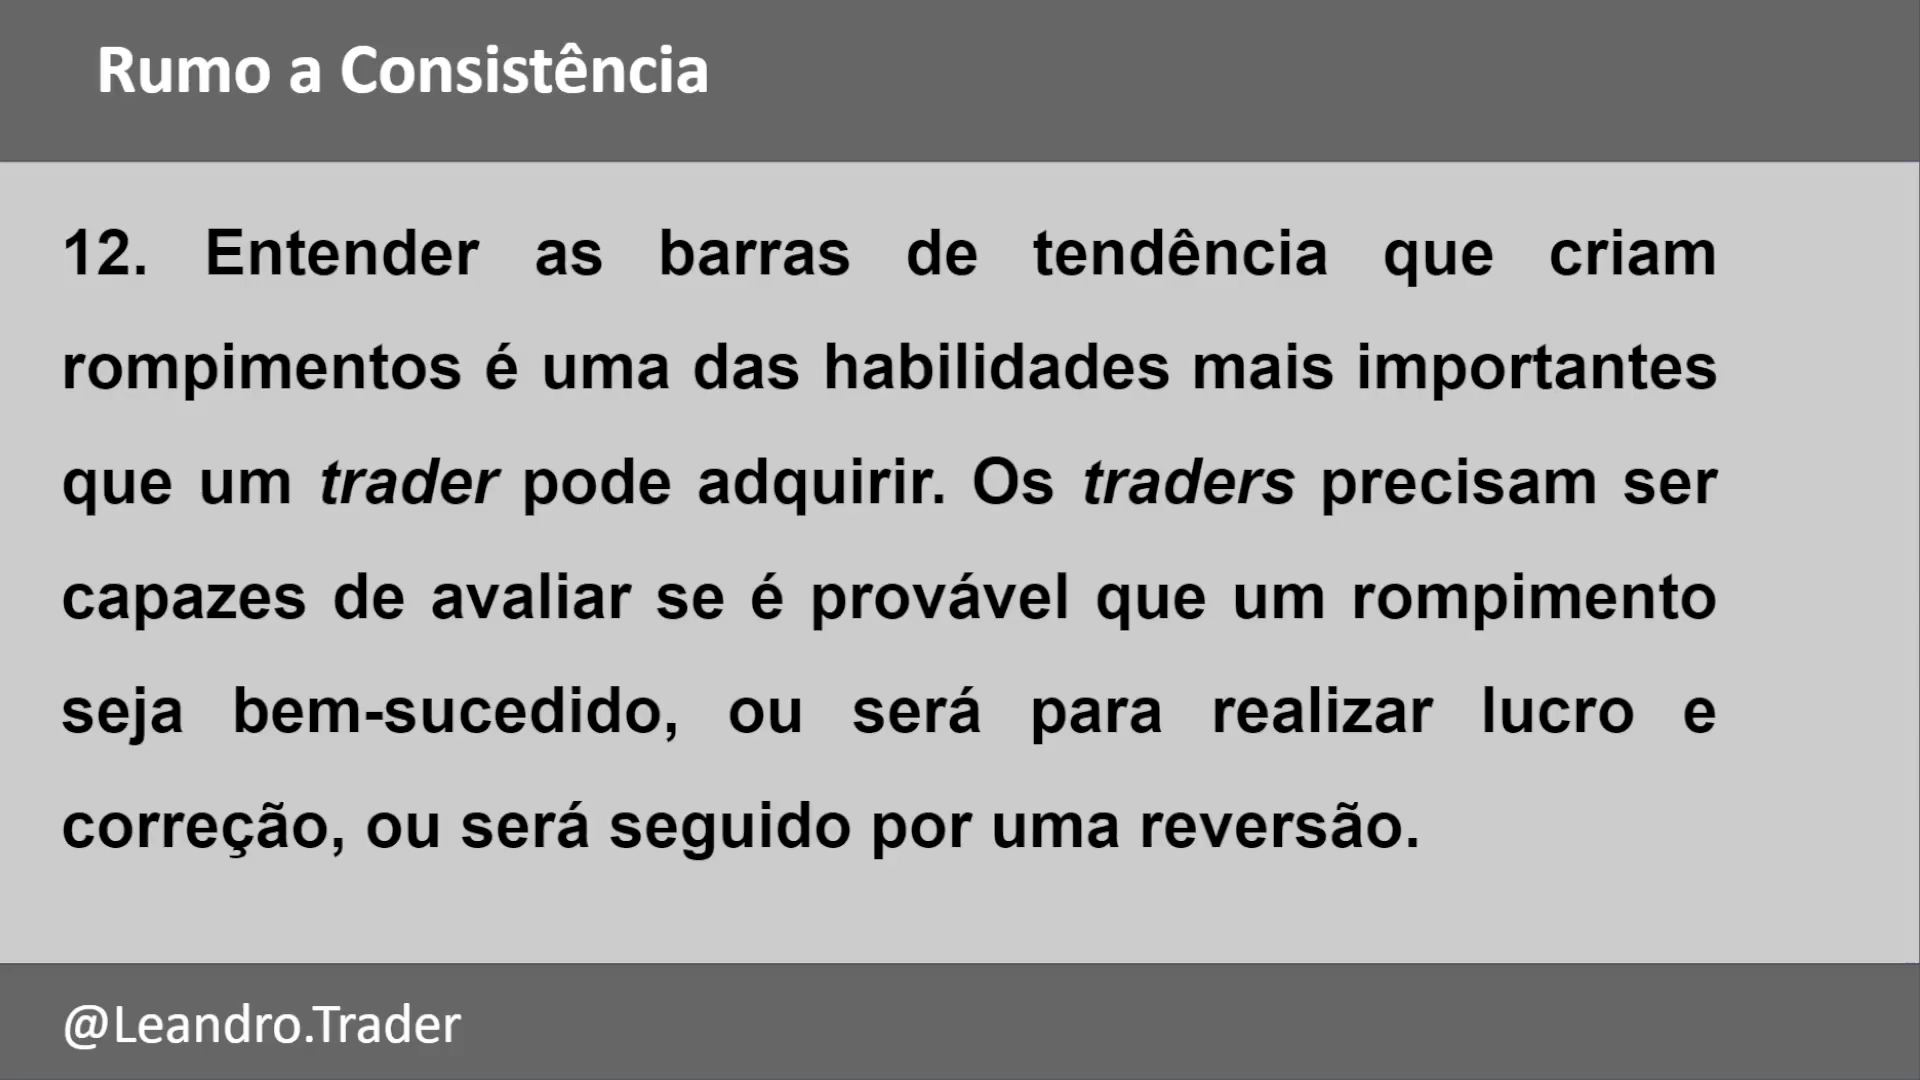 Rumo a Consistência
12. Entender as barras de tendência que criam
rompimentos é uma das habilidades mais importantes
que um trader pode adquirir. Os traders precisam ser
capazes de avaliar se é provável que um rompimento
seja bem-sucedido, ou será para realizar lucro e
correção, ou será seguido por uma reversão.
@Leandro.Trader